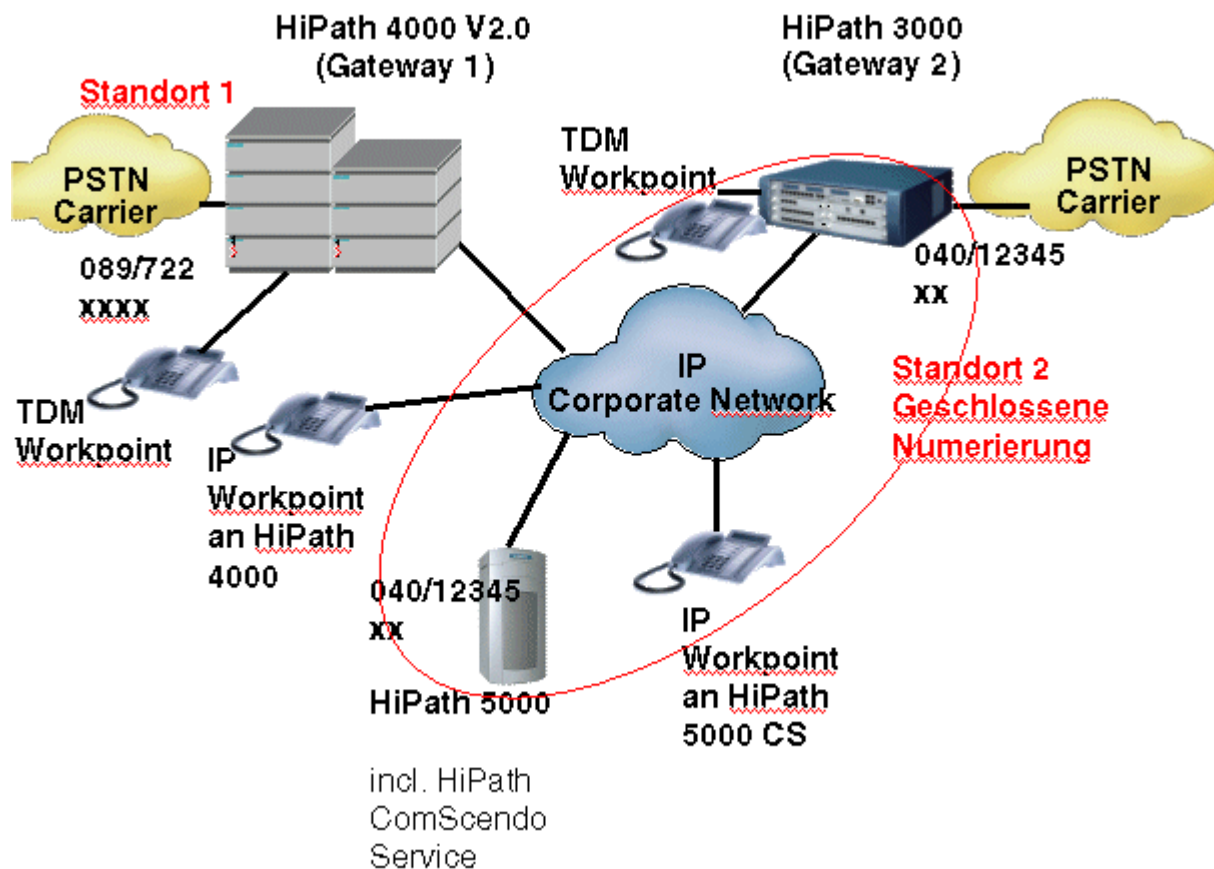 HiPath 4000 V2.0
(Gateway 1)
HiPath 3000
(Gateway 2)
Standort 1
PSTN
Carrier
TDM
Workpoint
PSTN
Carrier
089/722
xxxx
040/12345
xx
IP
Corporate Network
Standort 2
Geschlossene
Numerierung
TDM
Workpoint
IP
Workpoint
an HiPath
4000
040/12345
xx
HiPath 5000
IP
Workpoint
an HiPath
5000 CS
incl. HiPath
ComScendo
Service